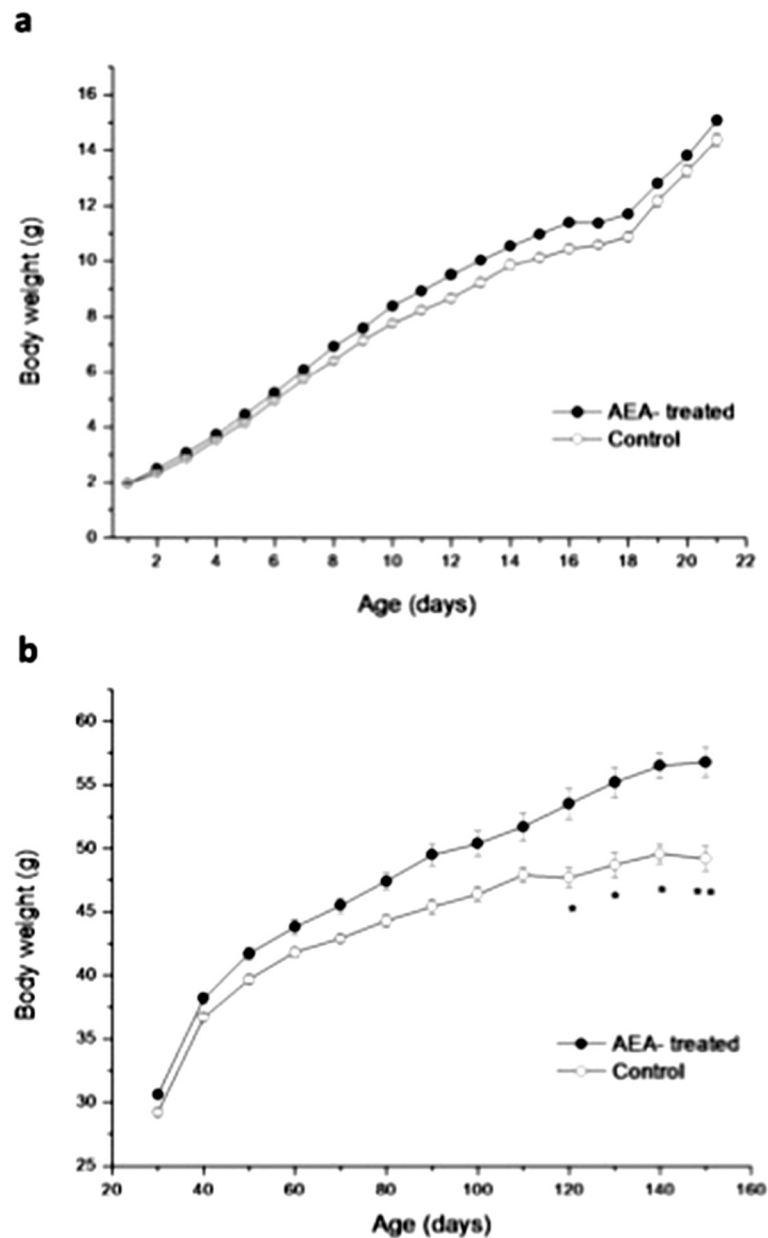 a
16
14
12
10
8
6
4
2
0
Body weight (g)
AEA- treated
Control
2 4 6 8 10 12 14 16 18 20 22
Age (days)
b
60
55
50
45
40
35
30
25
Body weight (g)
AEA- treated
Control
20 40 60 80 100 120 140 160
Age (days)